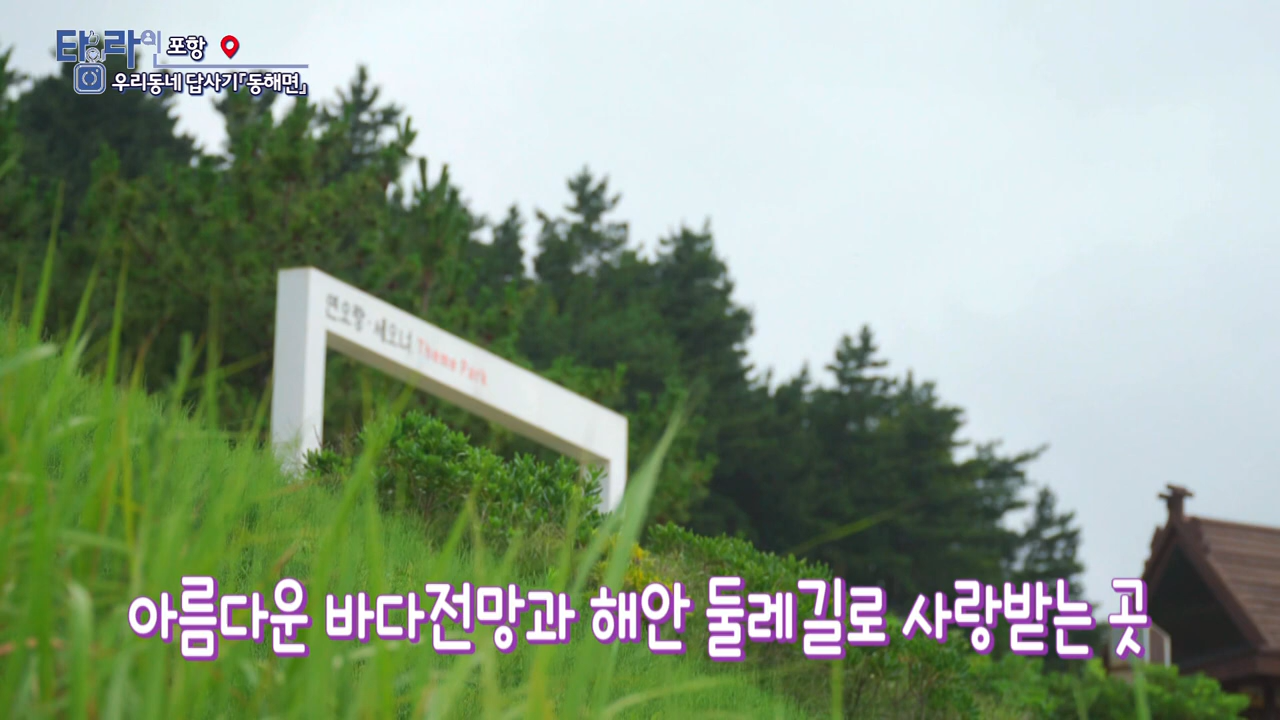 탐라인 포항
우리동네 답사기「동해면」
연오랑·세오녀 Theme Park
아름다운 바다전망과 해안 둘레길로 사랑받는 곳